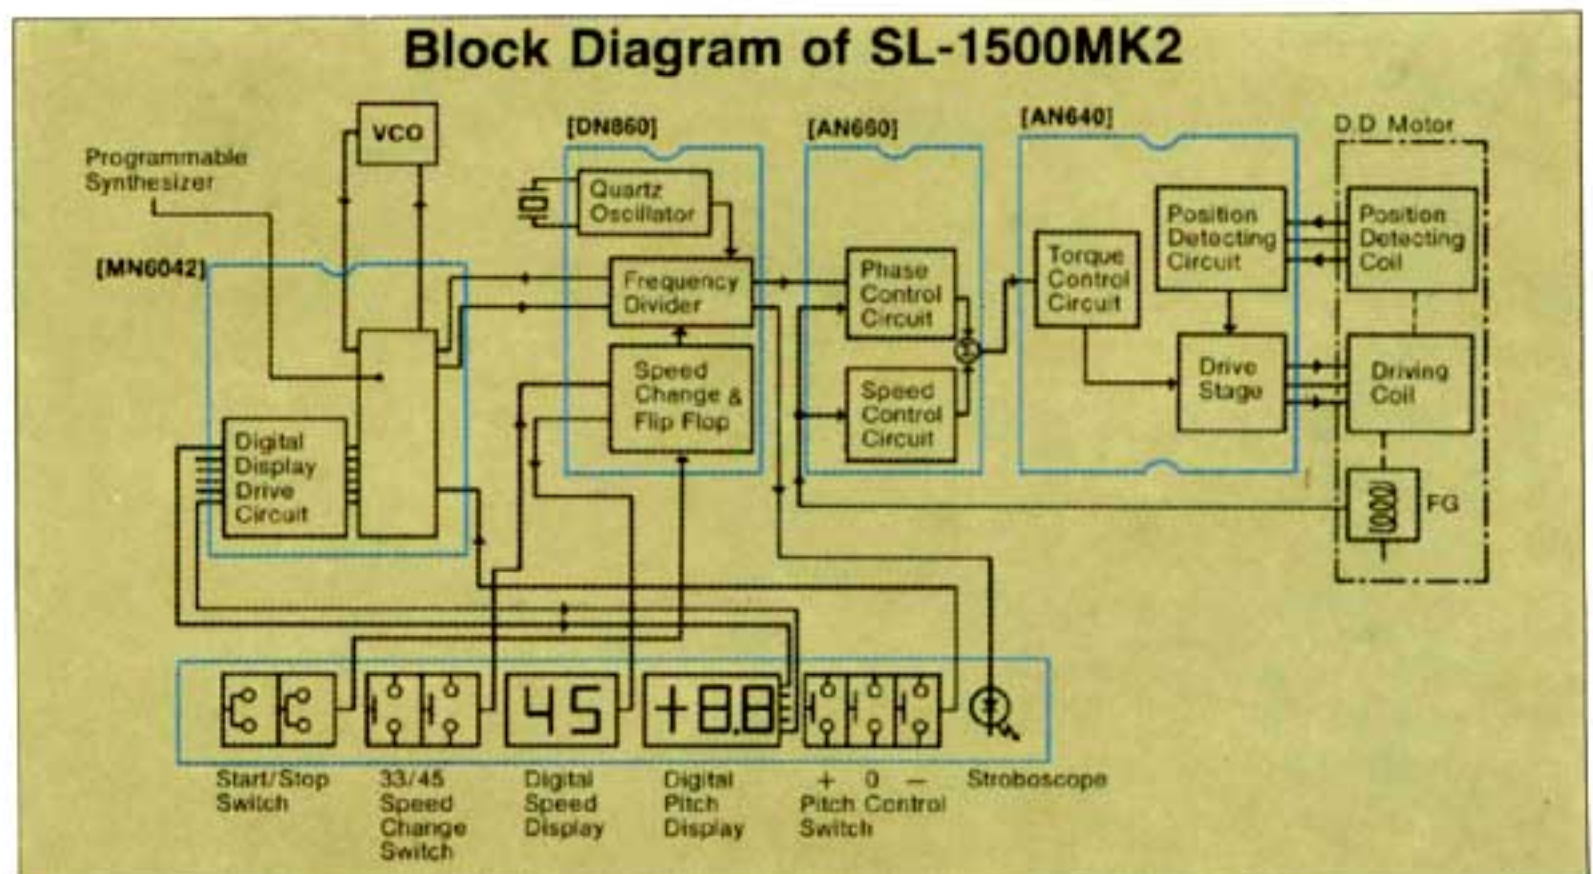 Block Diagram of SL-1500MK2
VCO
Programmable
Synthesizer
[MN6042]
[DN860]
Quartz
Oscillator
Frequency
Divider
Speed
Change &
Flip Flop
[AN660]
Phase
Control
Circuit
Speed
Control
Circuit
[AN640]
Torque
Control
Circuit
Position
Detecting
Circuit
Drive
Stage
D.D. Motor
Position
Detecting
Coil
Driving
Coil
FG
Digital
Display
Drive
Circuit
45
+8.8
Start/Stop
Switch
33/45
Speed
Change
Switch
Digital
Speed
Display
Digital
Pitch
Display
+ 0 −
Pitch Control
Switch
Stroboscope